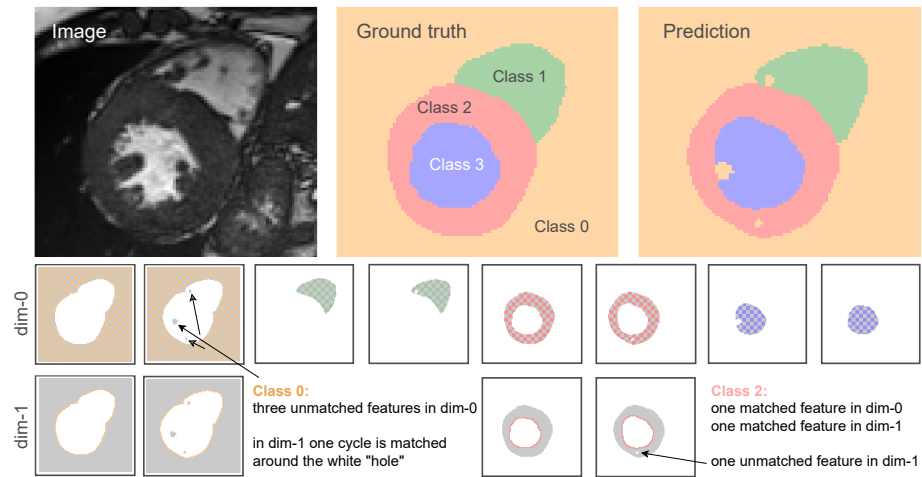 Image
Ground truth
Prediction
Class 1
Class 2
Class 3
Class 0
dim-0
dim-1
Class 0:
three unmatched features in dim-0
in dim-1 one cycle is matched
around the white "hole"
Class 2:
one matched feature in dim-0
one matched feature in dim-1
one unmatched feature in dim-1